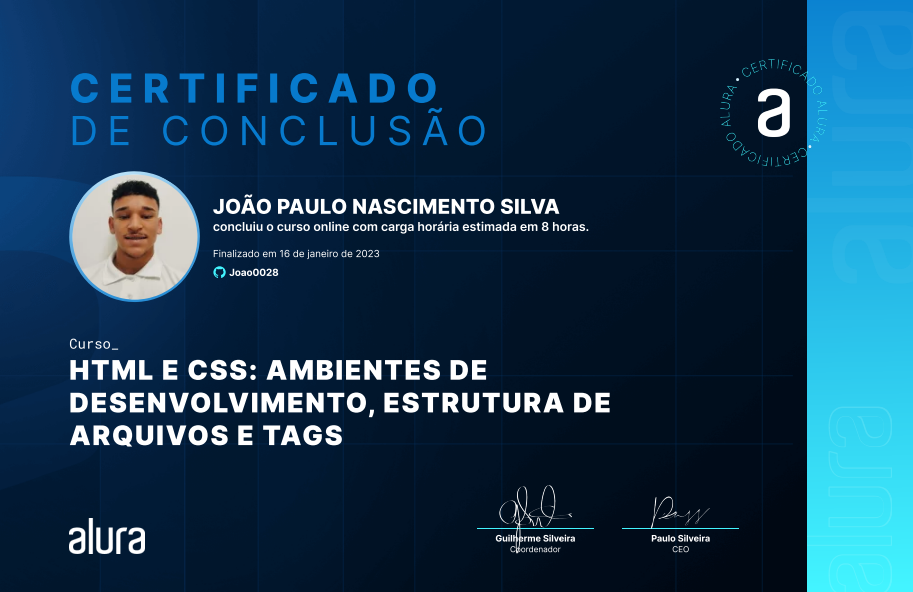 CERTIFICADO
DE CONCLUSÃO
CERTIFICADO ALURA • CERTIFICADO ALURA •
a
JOÃO PAULO NASCIMENTO SILVA
concluiu o curso online com carga horária estimada em 8 horas.
Finalizado em 16 de janeiro de 2023
Joao0028
Curso_
HTML E CSS: AMBIENTES DE
DESENVOLVIMENTO, ESTRUTURA DE
ARQUIVOS E TAGS
alura
Guilherme Silveira
Coordenador
Paulo Silveira
CEO
alura
alura